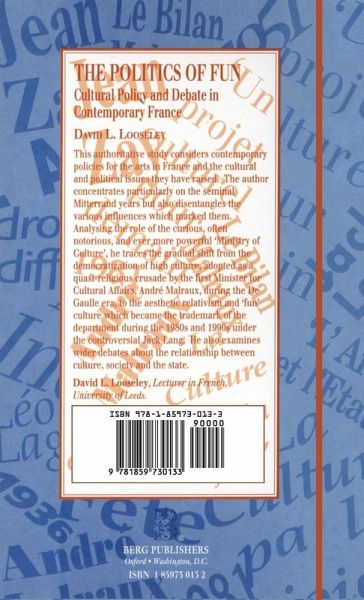 THE POLITICS OF FUN
Cultural Policy and Debate in
Contemporary France
DAVID L. LOOSELEY
This authoritative study considers contemporary
policies for the arts in France and the cultural
and political issues they have raised. The author
concentrates particularly on the seminal
Mitterrand years but also disentangles the
various influences which marked them.
Analysing the role of the curious, often
notorious, and ever more powerful 'Ministry of
Culture', he traces the gradual shift from the
democratization of high culture, adopted as a
quasi-religious crusade by the first Minister for
Cultural Affairs, André Malraux, during the De
Gaulle era, to the aesthetic relativism and 'fun'
culture which became the trademark of the
department during the 1980s and 1990s under
the controversial Jack Lang. He also examines
the debates about the relationship between
culture, society and the state.
David L. Looseley, Lecturer in French,
University of Leeds.
ISBN 978-1-85973-013-3
90000
9 781859 730133
BERG PUBLISHERS
Oxford • Washington, D.C.
ISBN 1 85973 013 2
Jean Le Bilan
Un
projet
Culturel
Le Bilan
Culture
1936
Fête
Culture